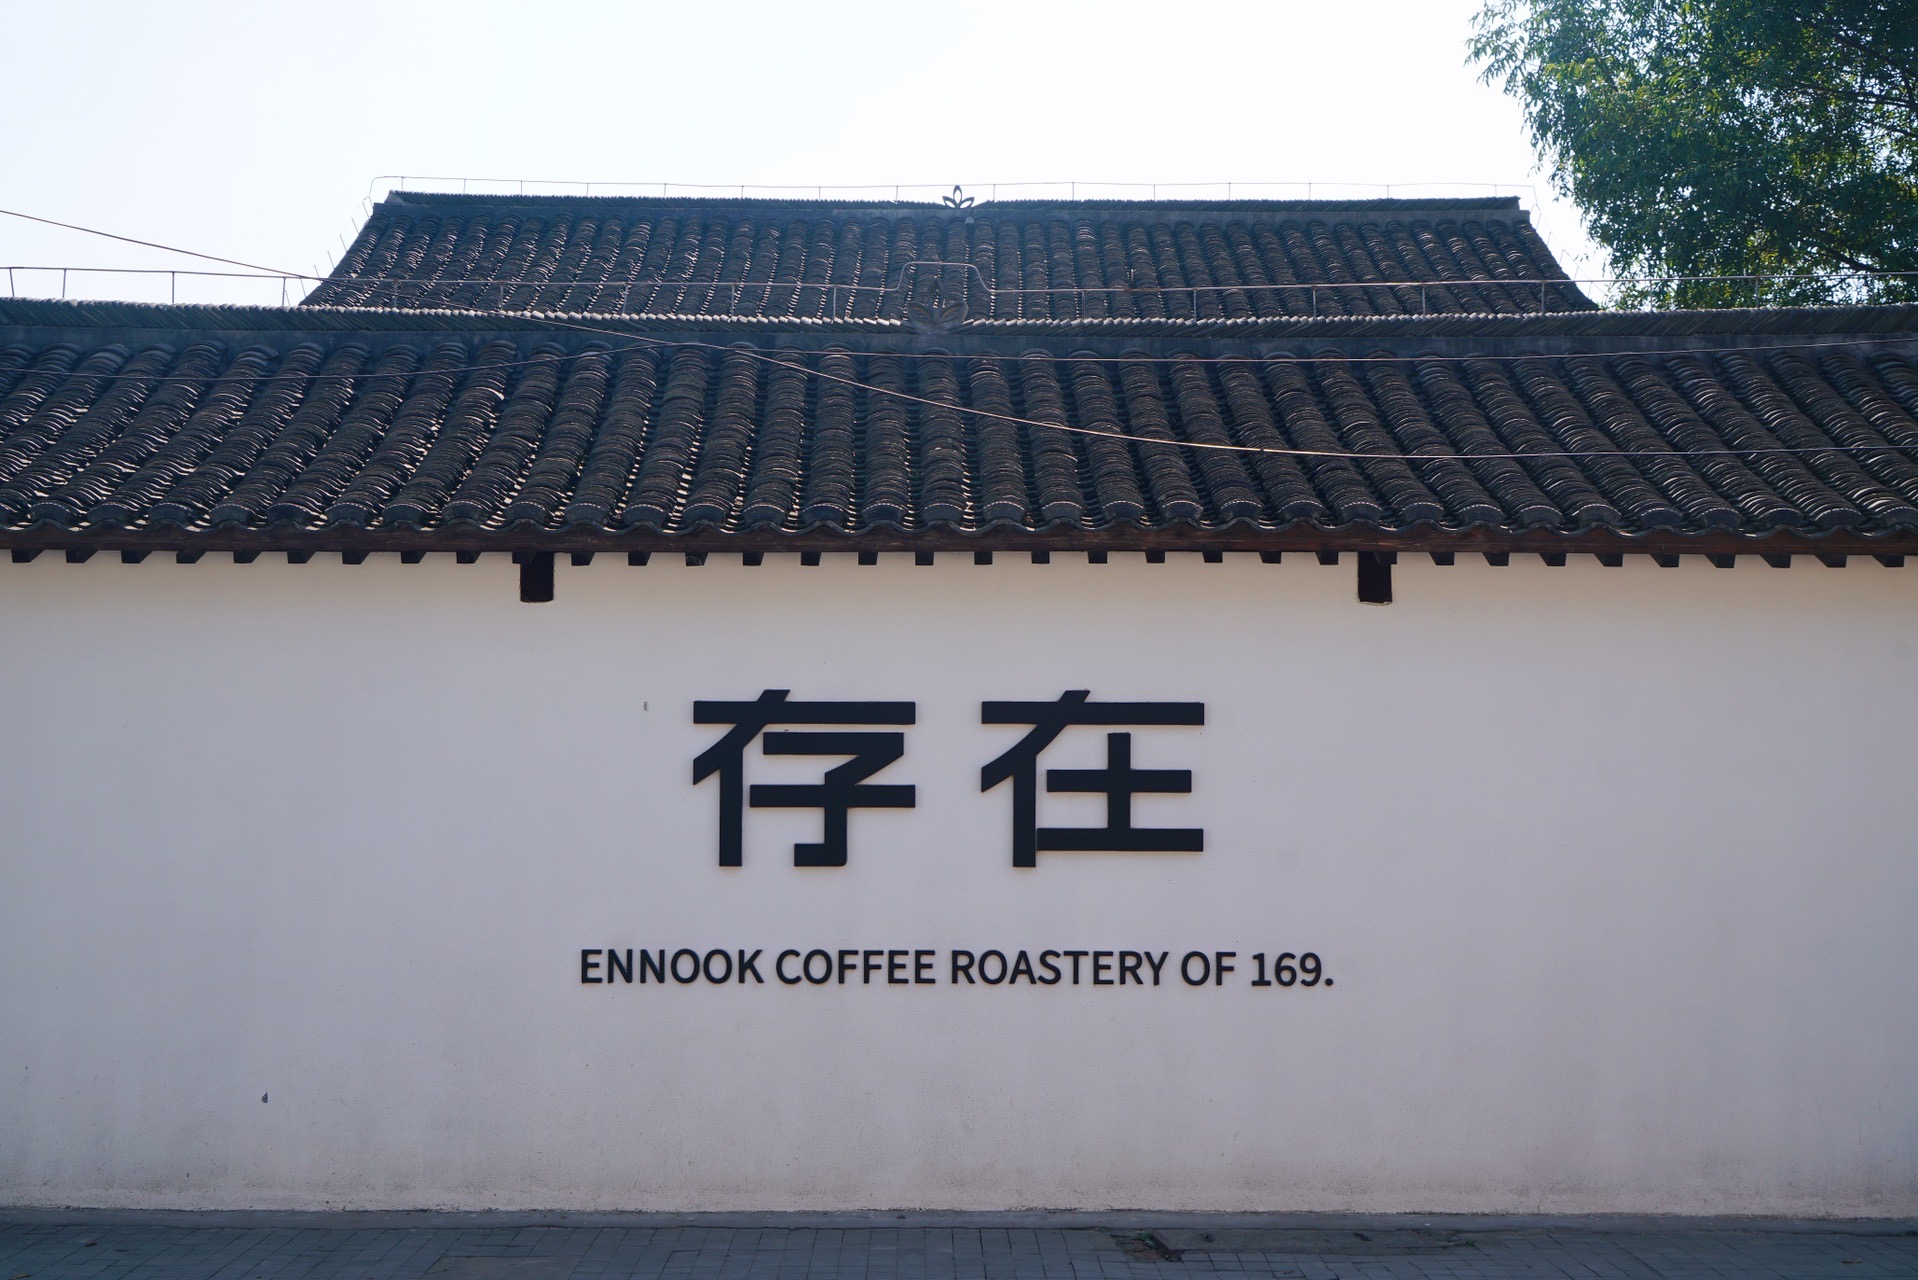 存在
ENNOOK COFFEE ROASTERY OF 169.